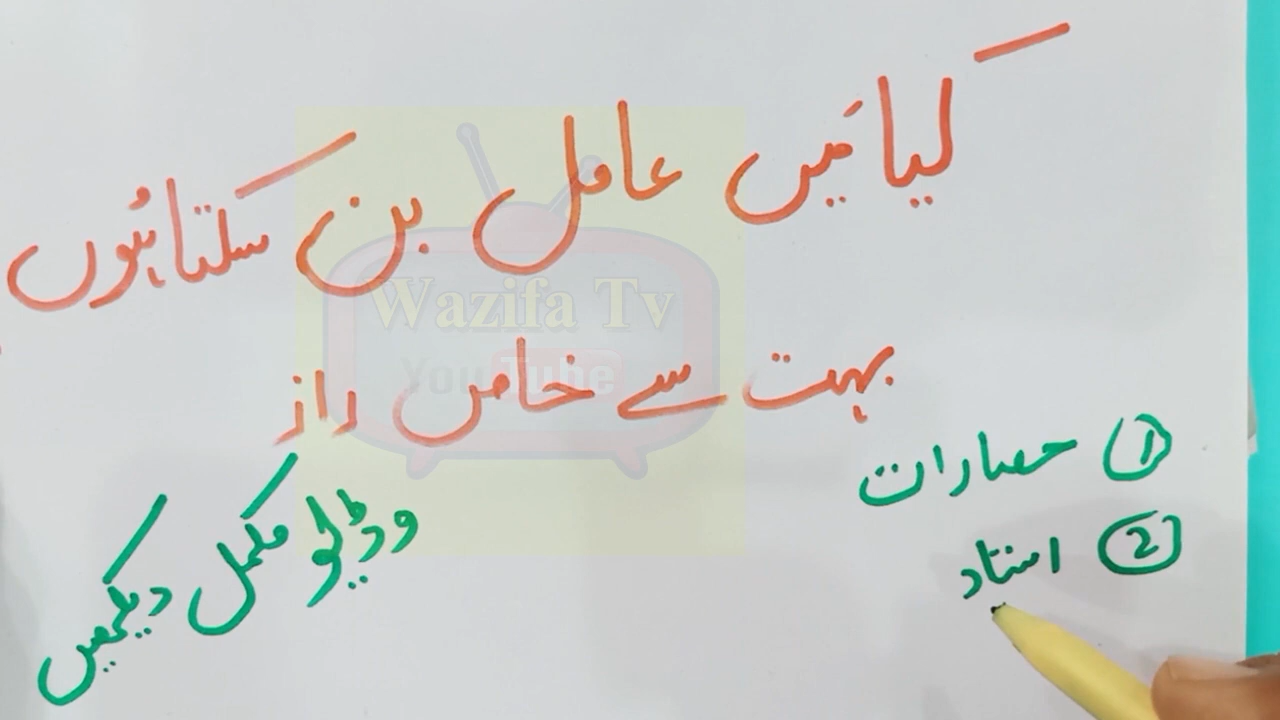 کیا میں عامل بن سکتا ہوں
بہت سے خاص راز
① حصارات
② استاد
وڈیو مکمل دیکھیں
Wazifa Tv
YouTube